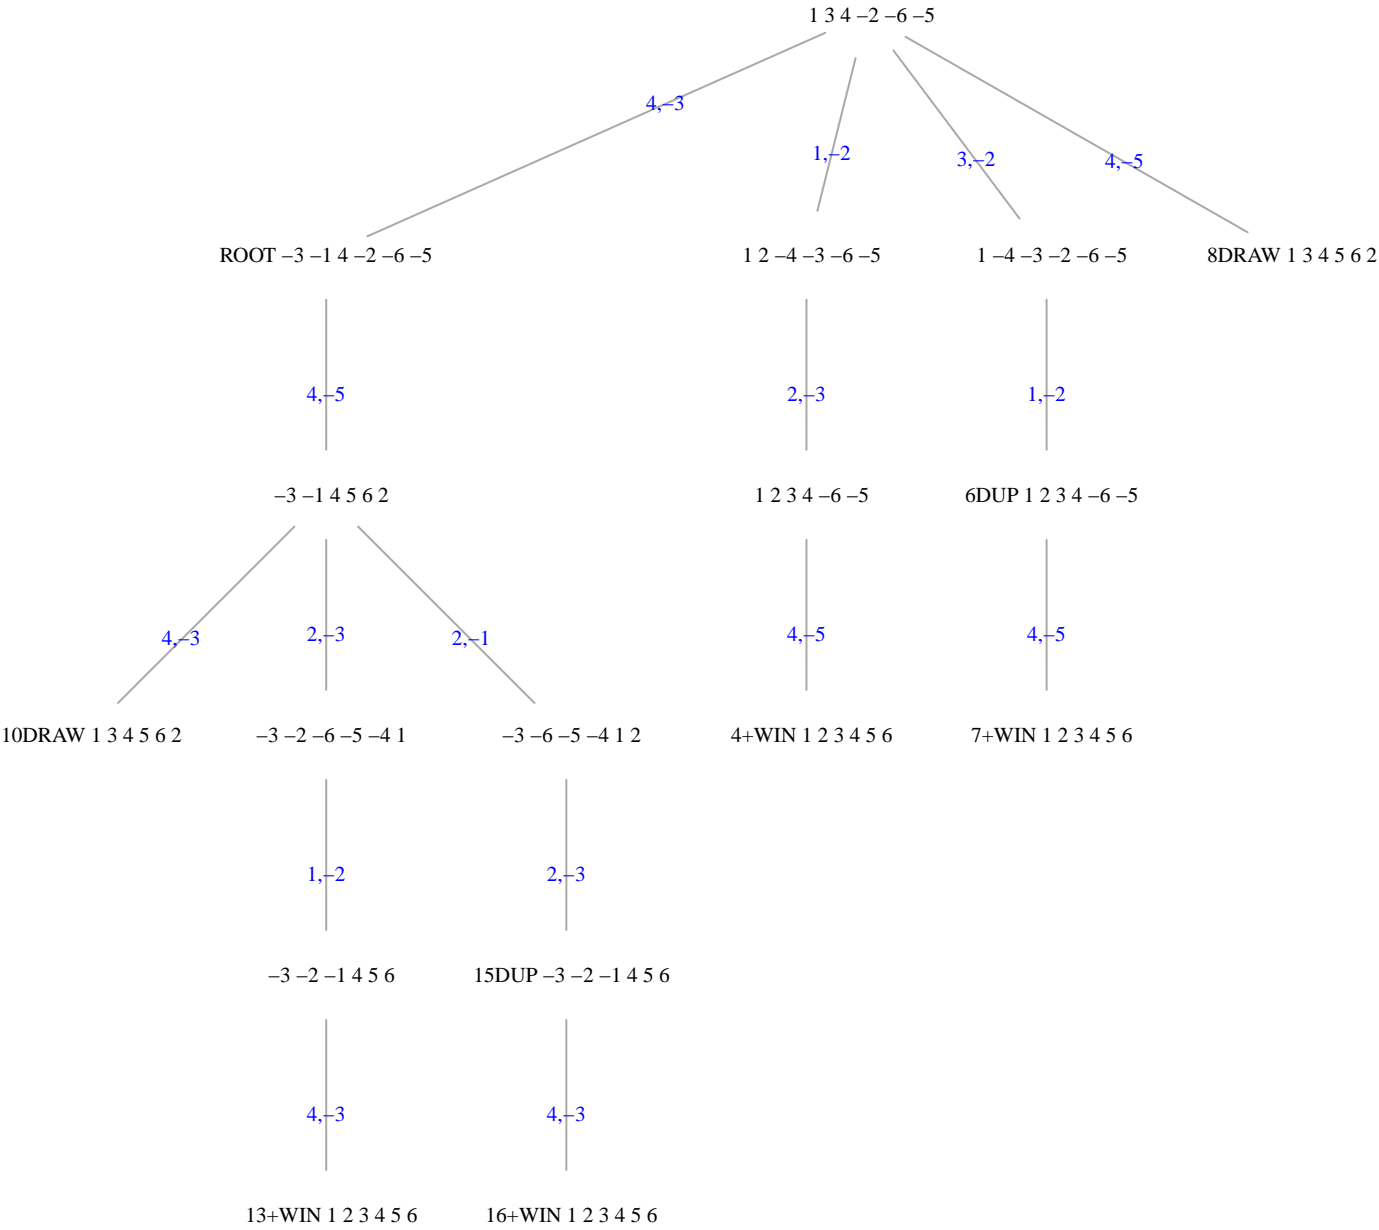 1 3 4 −2 −6 −5
4,−3
1,−2
3,−2
4,−5
ROOT −3 −1 4 −2 −6 −5
1 2 −4 −3 −6 −5
1 −4 −3 −2 −6 −5
8DRAW 1 3 4 5 6 2
4,−5
2,−3
1,−2
−3 −1 4 5 6 2
1 2 3 4 −6 −5
6DUP 1 2 3 4 −6 −5
4,−3
2,−3
2,−1
4,−5
4,−5
10DRAW 1 3 4 5 6 2
−3 −2 −6 −5 −4 1
−3 −6 −5 −4 1 2
4+WIN 1 2 3 4 5 6
7+WIN 1 2 3 4 5 6
1,−2
2,−3
−3 −2 −1 4 5 6
15DUP −3 −2 −1 4 5 6
4,−3
4,−3
13+WIN 1 2 3 4 5 6
16+WIN 1 2 3 4 5 6